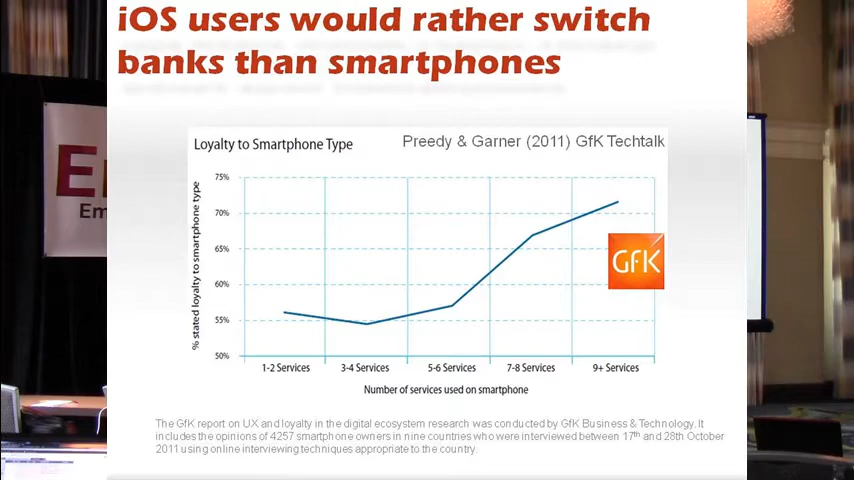 iOS users would rather switch
banks than smartphones
Loyalty to Smartphone Type
Preedy & Garner (2011) GfK Techtalk
% stated loyalty to smartphone type
75%
70%
65%
60%
55%
50%
GfK
1-2 Services
3-4 Services
5-6 Services
7-8 Services
9+ Services
Number of services used on smartphone
The GfK report on UX and loyalty in the digital ecosystem research was conducted by GfK Business & Technology. It
includes the opinions of 4257 smartphone owners in nine countries who were interviewed between 17th and 28th October
2011 using online interviewing techniques appropriate to the country.